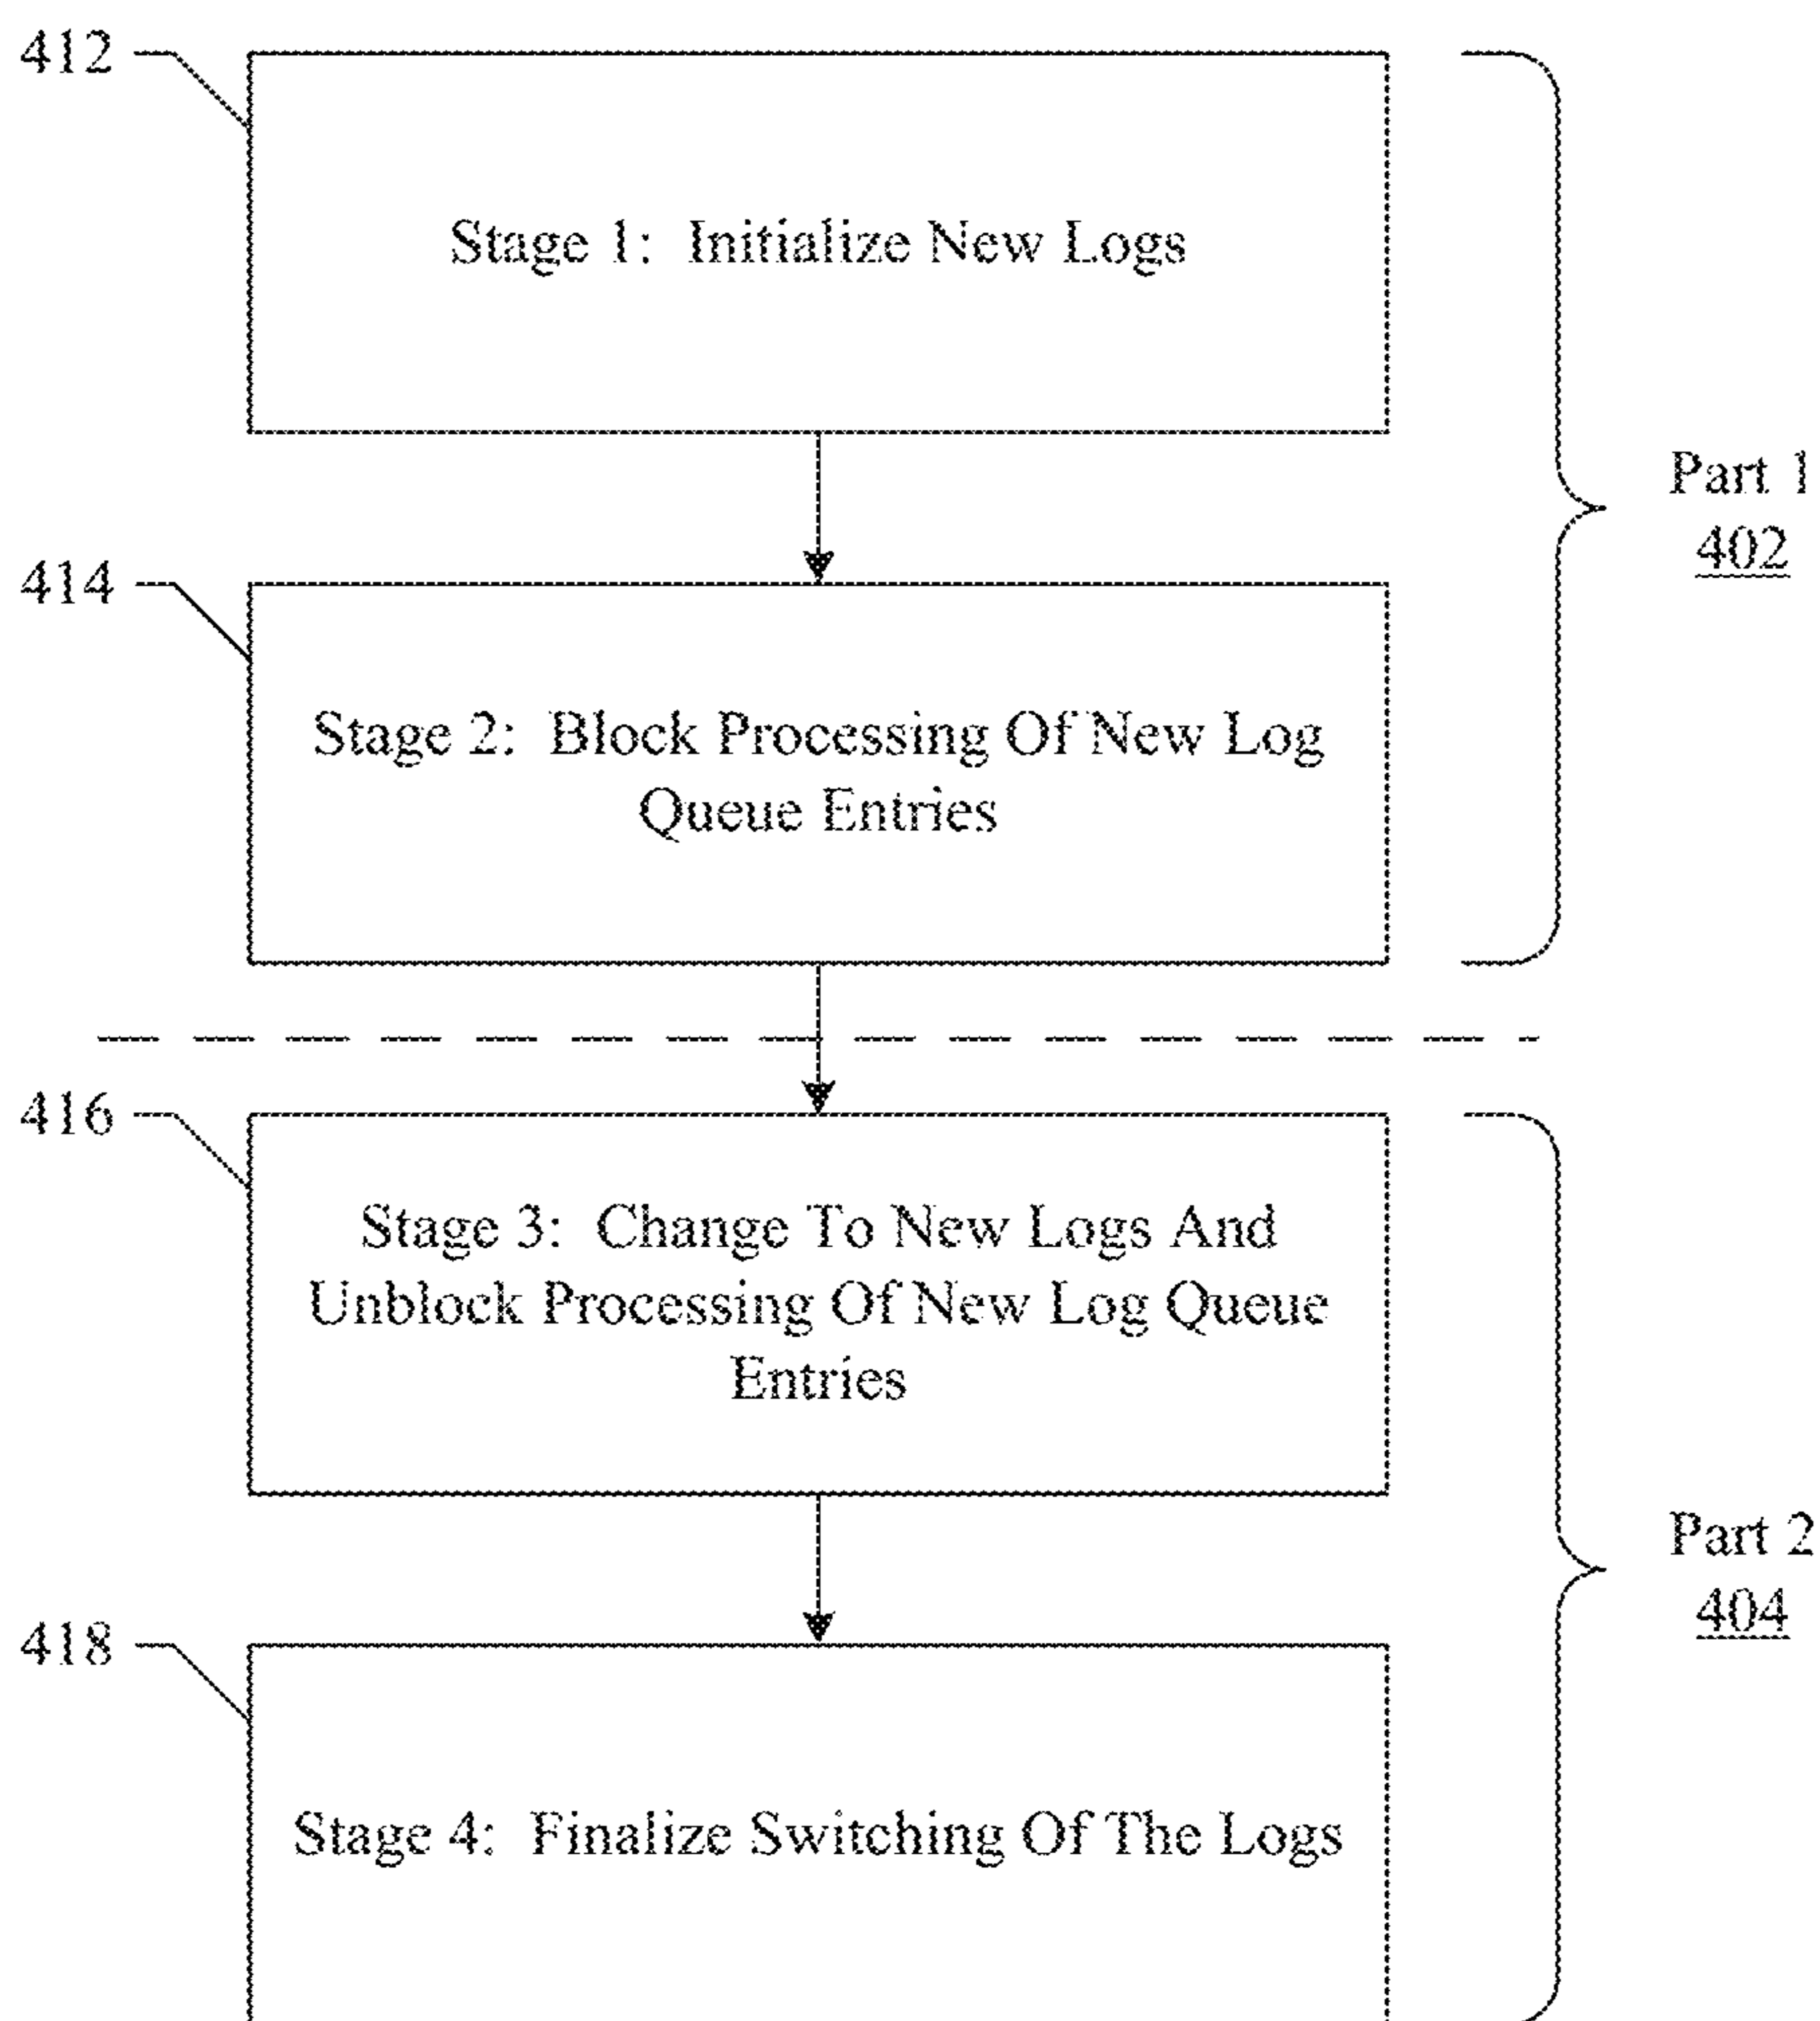 412
Stage 1: Initialize New Logs
Part 1
402
414
Stage 2: Block Processing Of New Log
Queue Entries
416
Stage 3: Change To New Logs And
Unblock Processing Of New Log Queue
Entries
Part 2
404
418
Stage 4: Finalize Switching Of The Logs